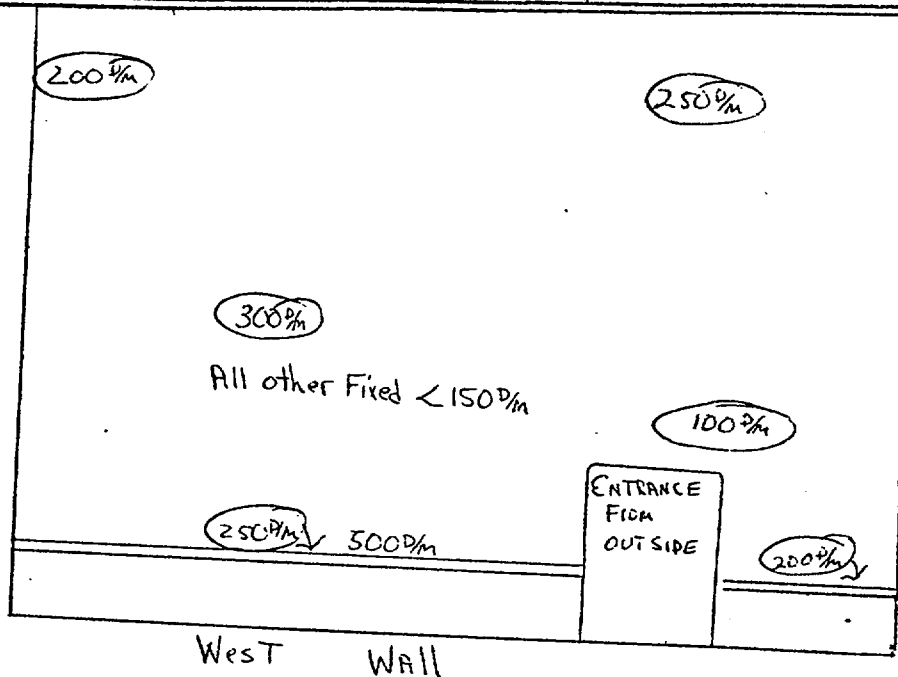 200 D/m
250 D/m
300 D/m
All other Fixed <150 D/m
100 D/m
ENTRANCE
FROM
OUTSIDE
250 D/m
500 D/m
200 D/m
WesT WAll